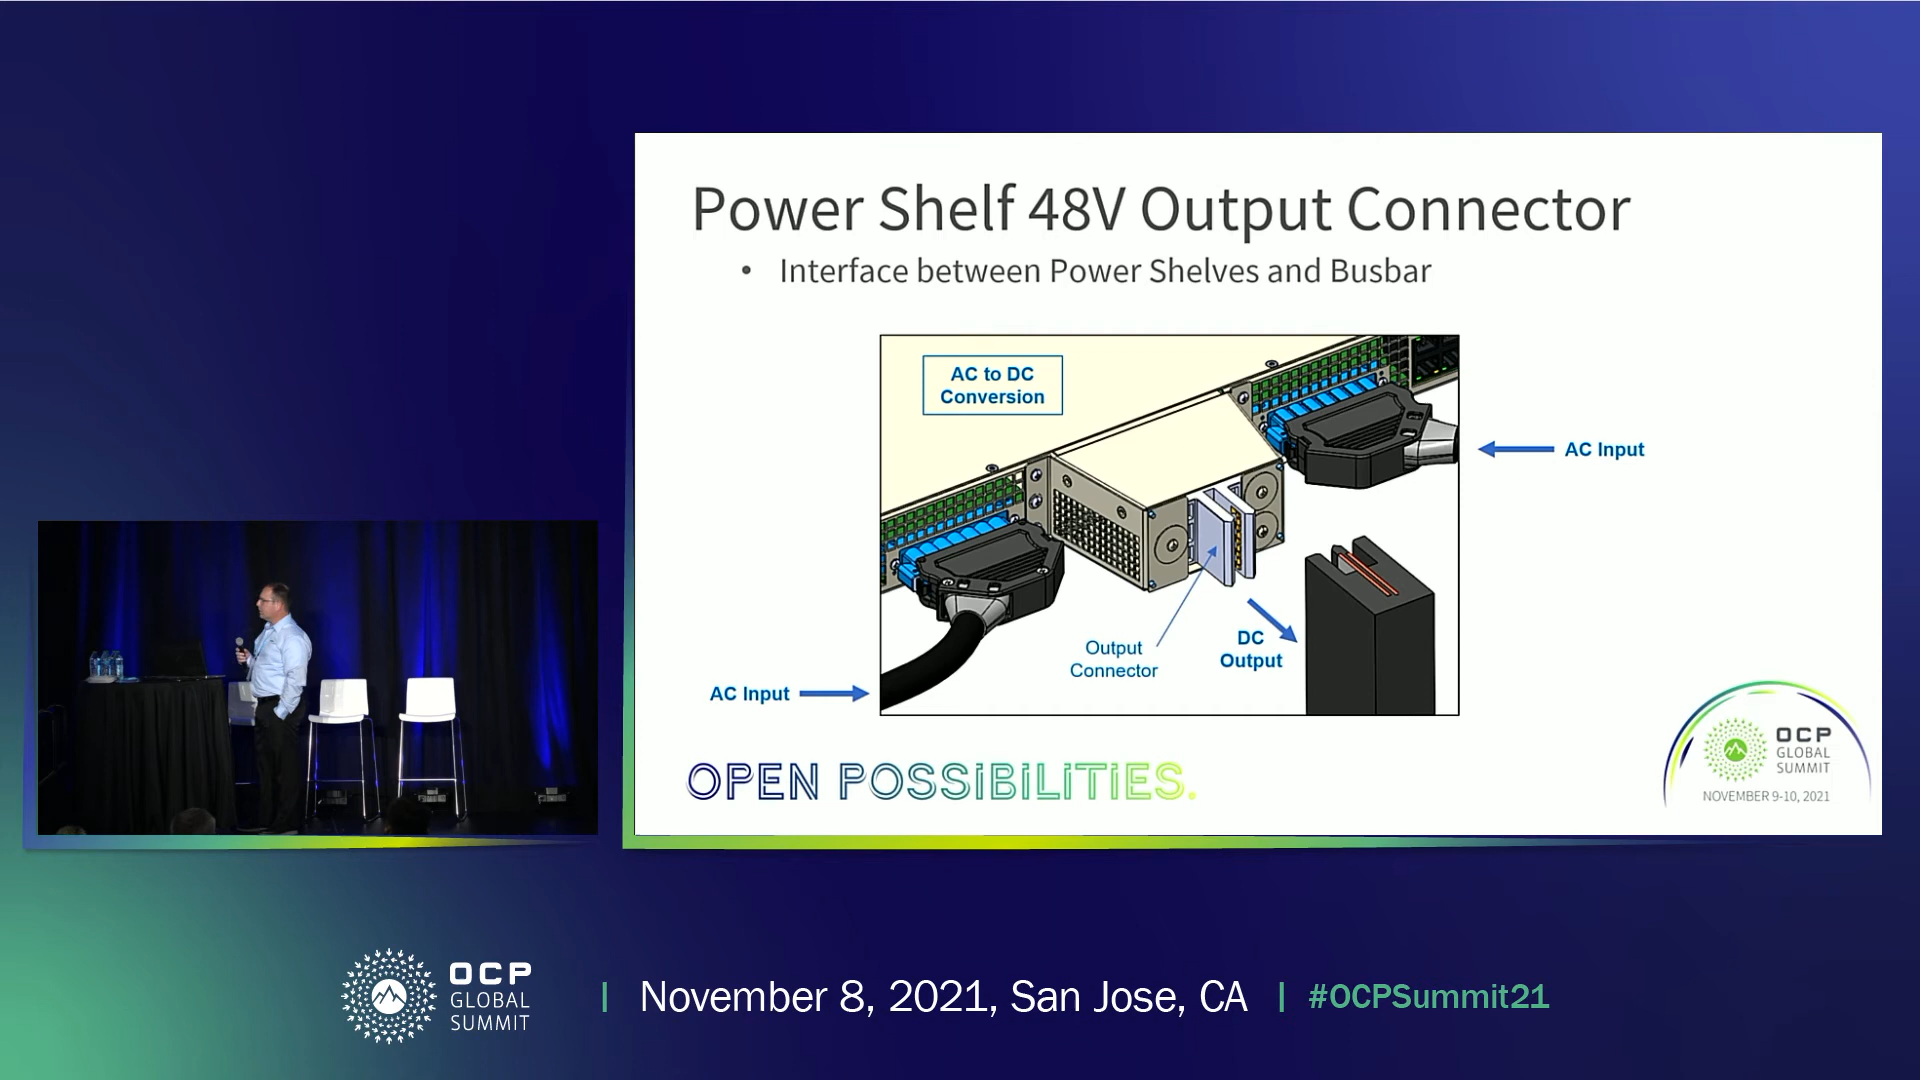 Power Shelf 48V Output Connector
• Interface between Power Shelves and Busbar
AC to DC
Conversion
AC Input
Output
Connector
DC
Output
AC Input
OPEN POSSIBILITIES.
OCP
GLOBAL
SUMMIT
NOVEMBER 9-10, 2021
OCP
GLOBAL
SUMMIT
| November 8, 2021, San Jose, CA | #OCPSummit21